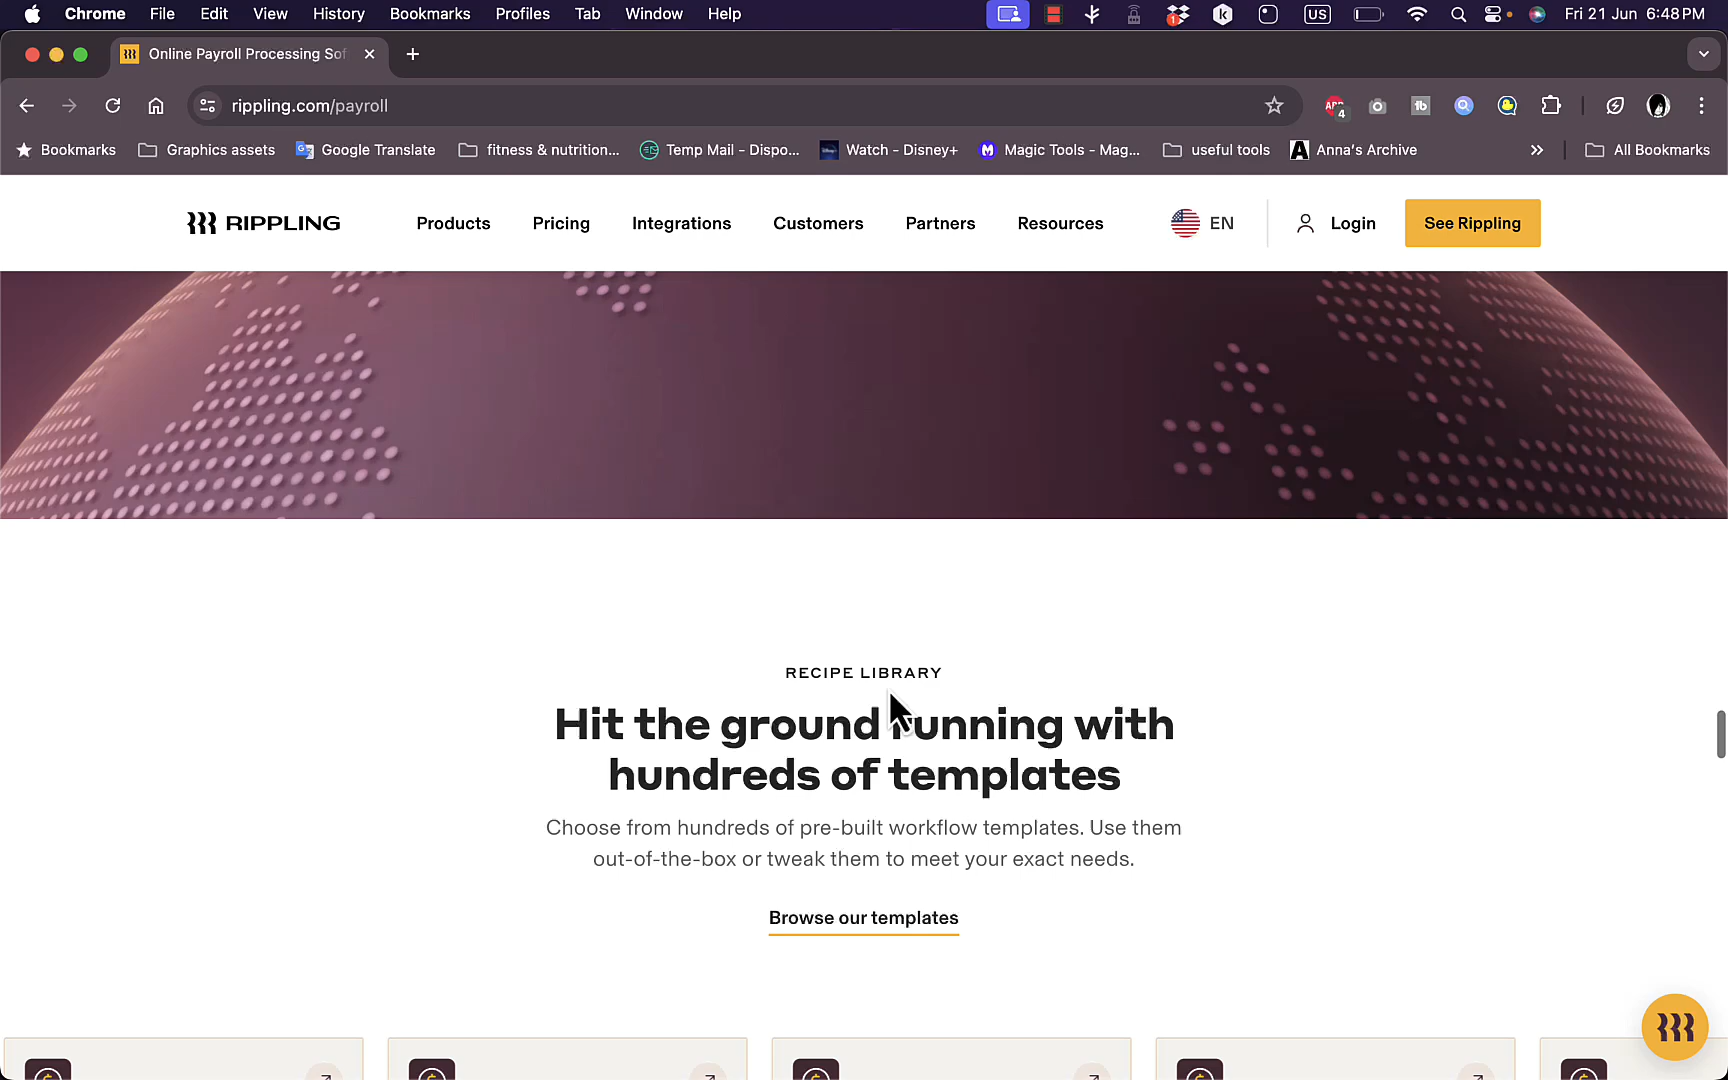 Chrome File Edit View History Bookmarks Profiles Tab Window Help US Fri 21 Jun 6:48 PM
Online Payroll Processing Sof
rippling.com/payroll
Bookmarks Graphics assets Google Translate fitness & nutrition... Temp Mail - Dispo... Watch - Disney+ Magic Tools - Mag... useful tools Anna's Archive All Bookmarks
RIPPLING Products Pricing Integrations Customers Partners Resources EN Login See Rippling
RECIPE LIBRARY
Hit the ground running with
hundreds of templates
Choose from hundreds of pre-built workflow templates. Use them
out-of-the-box or tweak them to meet your exact needs.
Browse our templates